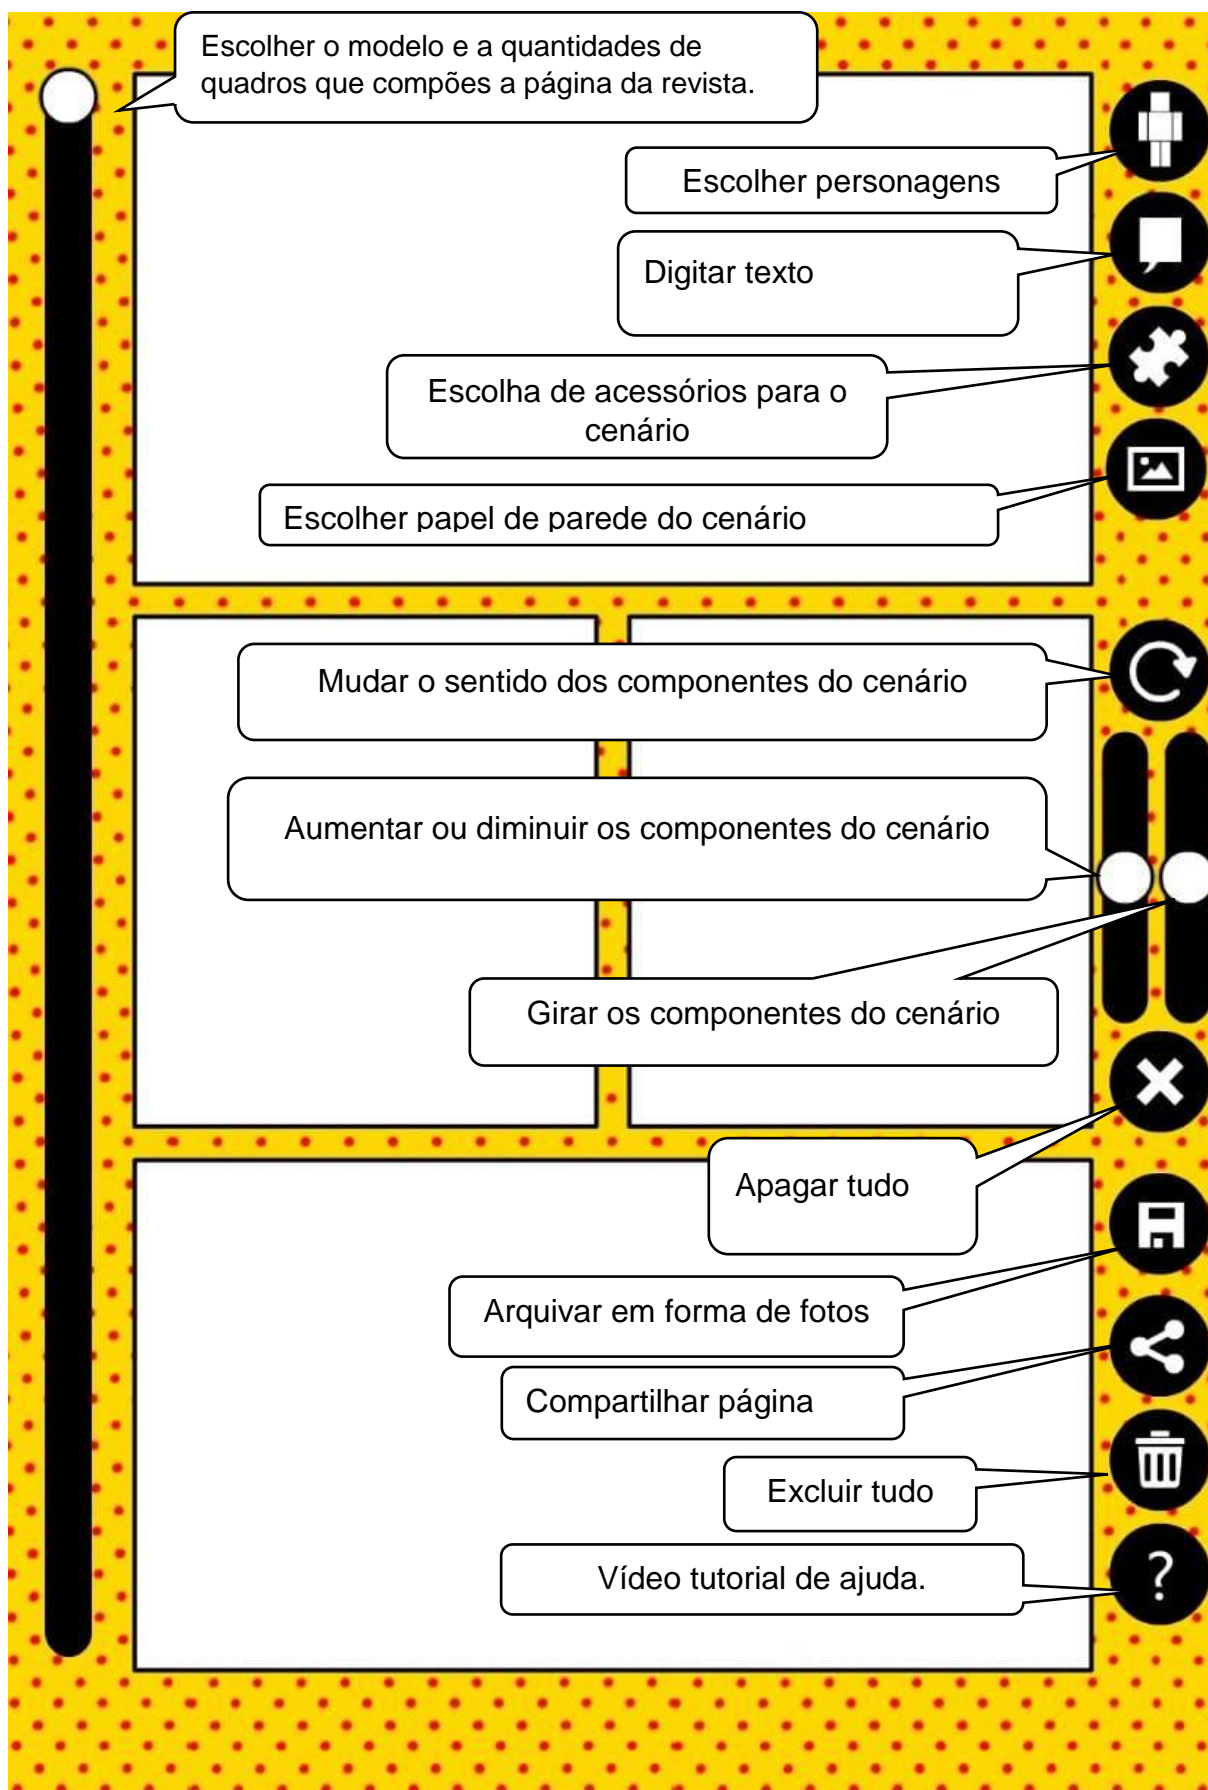 Escolher o modelo e a quantidades de
quadros que compões a página da revista.
Escolher personagens
Digitar texto
Escolha de acessórios para o
cenário
Escolher papel de parede do cenário
Mudar o sentido dos componentes do cenário
Aumentar ou diminuir os componentes do cenário
Girar os componentes do cenário
Apagar tudo
Arquivar em forma de fotos
Compartilhar página
Excluir tudo
Vídeo tutorial de ajuda.
?